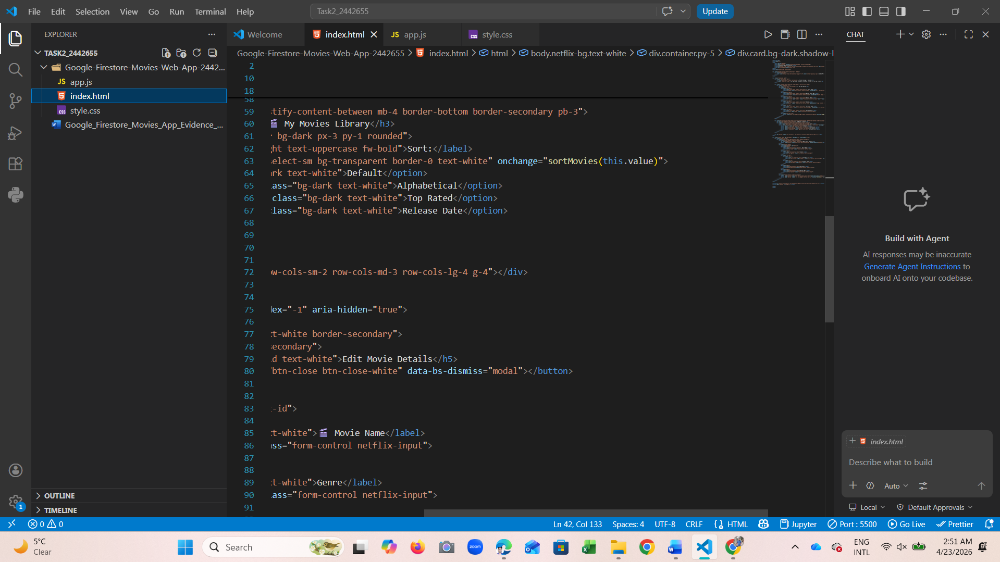 File Edit Selection View Go Run Terminal Help
Task2_2442655
Update
EXPLORER
TASK2_2442655
Google-Firestore-Movies-Web-App-2442...
JS app.js
index.html
style.css
Google_Firestore_Movies_App_Evidence_...
OUTLINE
TIMELINE
Welcome
index.html
JS app.js
style.css
Google-Firestore-Movies-Web-App-2442655 > index.html > html > body.netflix-bg.text-white > div.container.py-5 > div.card.bg-dark.shadow-l
2
10
18
58
59 tify-content-between mb-4 border-bottom border-secondary pb-3">
60 🎬 My Movies Library</h3>
61 bg-dark px-3 py-1 rounded">
62 ht text-uppercase fw-bold">Sort:</label>
63 select-sm bg-transparent border-0 text-white" onchange="sortMovies(this.value)">
64 rk text-white">Default</option>
65 ass="bg-dark text-white">Alphabetical</option>
66 class="bg-dark text-white">Top Rated</option>
67 lass="bg-dark text-white">Release Date</option>
68
69
70
71
72 w-cols-sm-2 row-cols-md-3 row-cols-lg-4 g-4"></div>
73
74
75 dex="-1" aria-hidden="true">
76
77 t-white border-secondary">
78 secondary">
79 d text-white">Edit Movie Details</h5>
80 "btn-close btn-close-white" data-bs-dismiss="modal"></button>
81
82
83 -id">
84
85 t-white">🎬 Movie Name</label>
86 ss="form-control netflix-input">
87
88
89 t-white">Genre</label>
90 ass="form-control netflix-input">
91
CHAT
Build with Agent
AI responses may be inaccurate
Generate Agent Instructions to
onboard AI onto your codebase.
index.html
Describe what to build
Auto
Local
Default Approvals
1
0 0
Ln 42, Col 133
Spaces: 4
UTF-8
CRLF
HTML
Jupyter
Port : 5500
Go Live
Prettier
5°C
Clear
Search
zoom
ENG
INTL
2:51 AM
4/23/2026